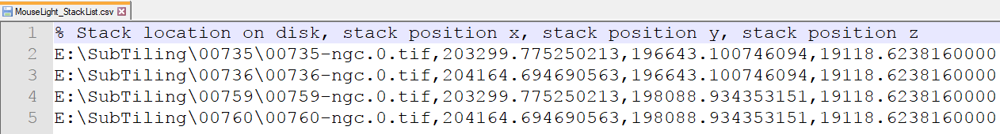 MouseLight_StackList.csv
1 % Stack location on disk, stack position x, stack position y, stack position z
2 E:\SubTiling\00735\00735-ngc.0.tif,203299.775250213,196643.100746094,19118.6238160000
3 E:\SubTiling\00736\00736-ngc.0.tif,204164.694690563,196643.100746094,19118.6238160000
4 E:\SubTiling\00759\00759-ngc.0.tif,203299.775250213,198088.934353151,19118.6238160000
5 E:\SubTiling\00760\00760-ngc.0.tif,204164.694690563,198088.934353151,19118.6238160000